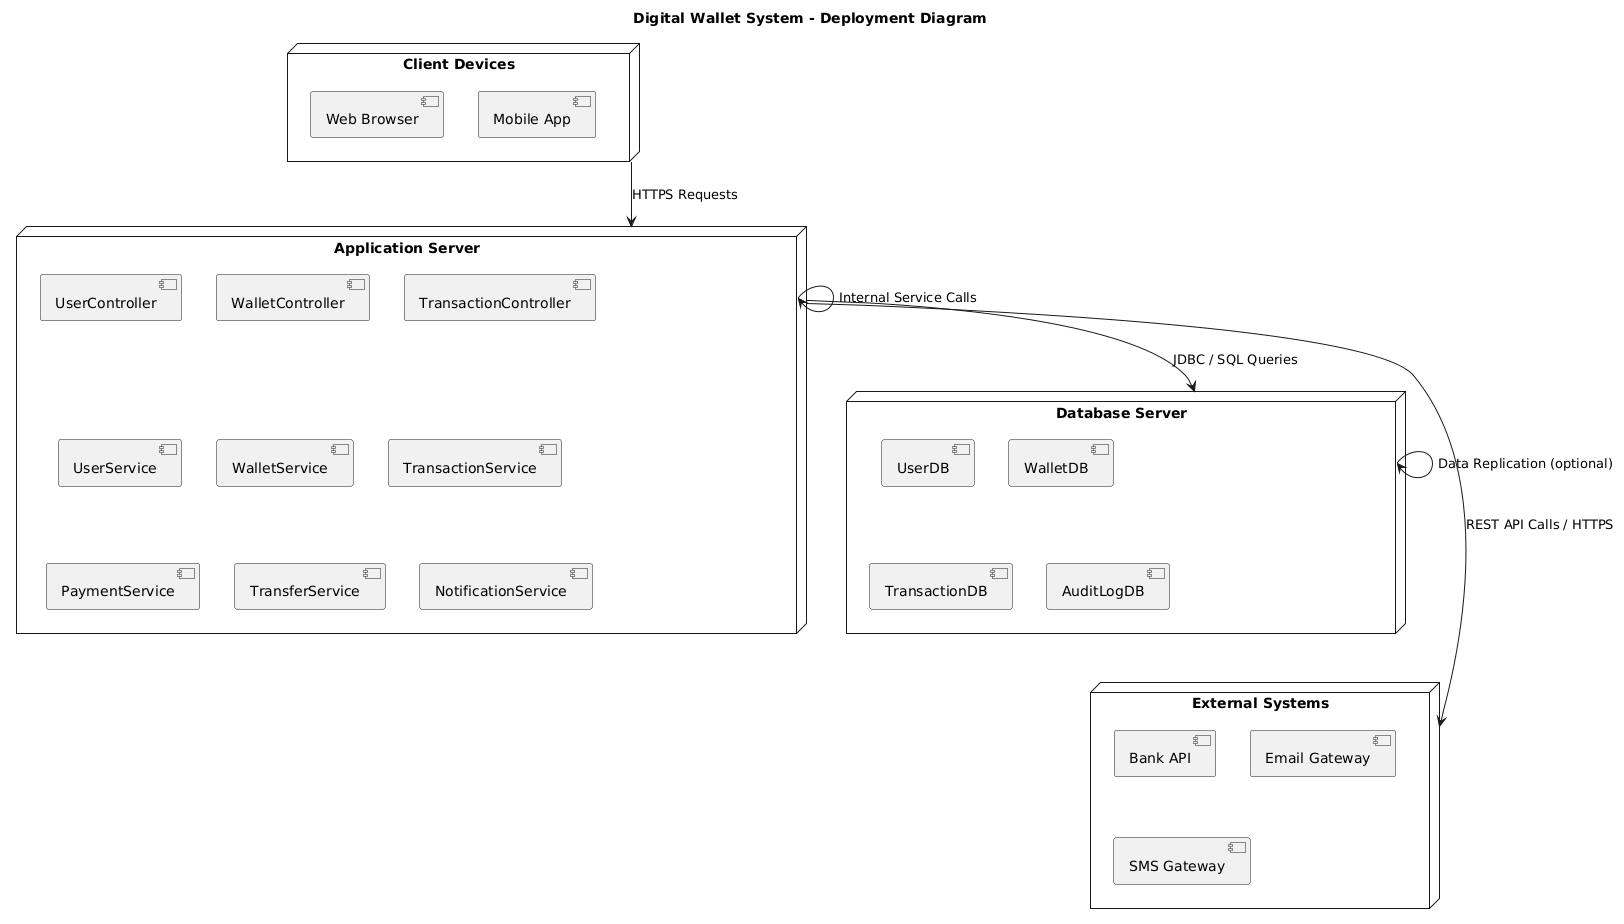 Digital Wallet System - Deployment Diagram
Client Devices
Web Browser
Mobile App
HTTPS Requests
Application Server
UserController
WalletController
TransactionController
Internal Service Calls
JDBC / SQL Queries
UserService
WalletService
TransactionService
PaymentService
TransferService
NotificationService
Database Server
UserDB
WalletDB
Data Replication (optional)
REST API Calls / HTTPS
TransactionDB
AuditLogDB
External Systems
Bank API
Email Gateway
SMS Gateway